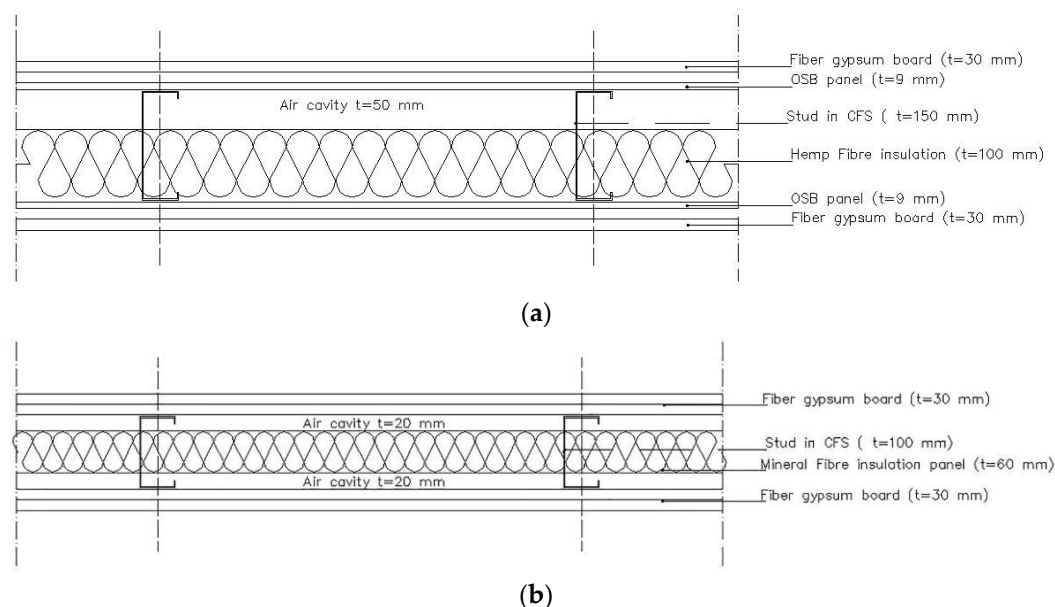 Fiber gypsum board (t=30 mm)
OSB panel (t=9 mm)
Air cavity t=50 mm
Stud in CFS ( t=150 mm)
Hemp Fibre insulation (t=100 mm)
OSB panel (t=9 mm)
Fiber gypsum board (t=30 mm)
(a)
Fiber gypsum board (t=30 mm)
Air cavity t=20 mm
Stud in CFS ( t=100 mm)
Mineral Fibre insulation panel (t=60 mm)
Air cavity t=20 mm
Fiber gypsum board (t=30 mm)
(b)